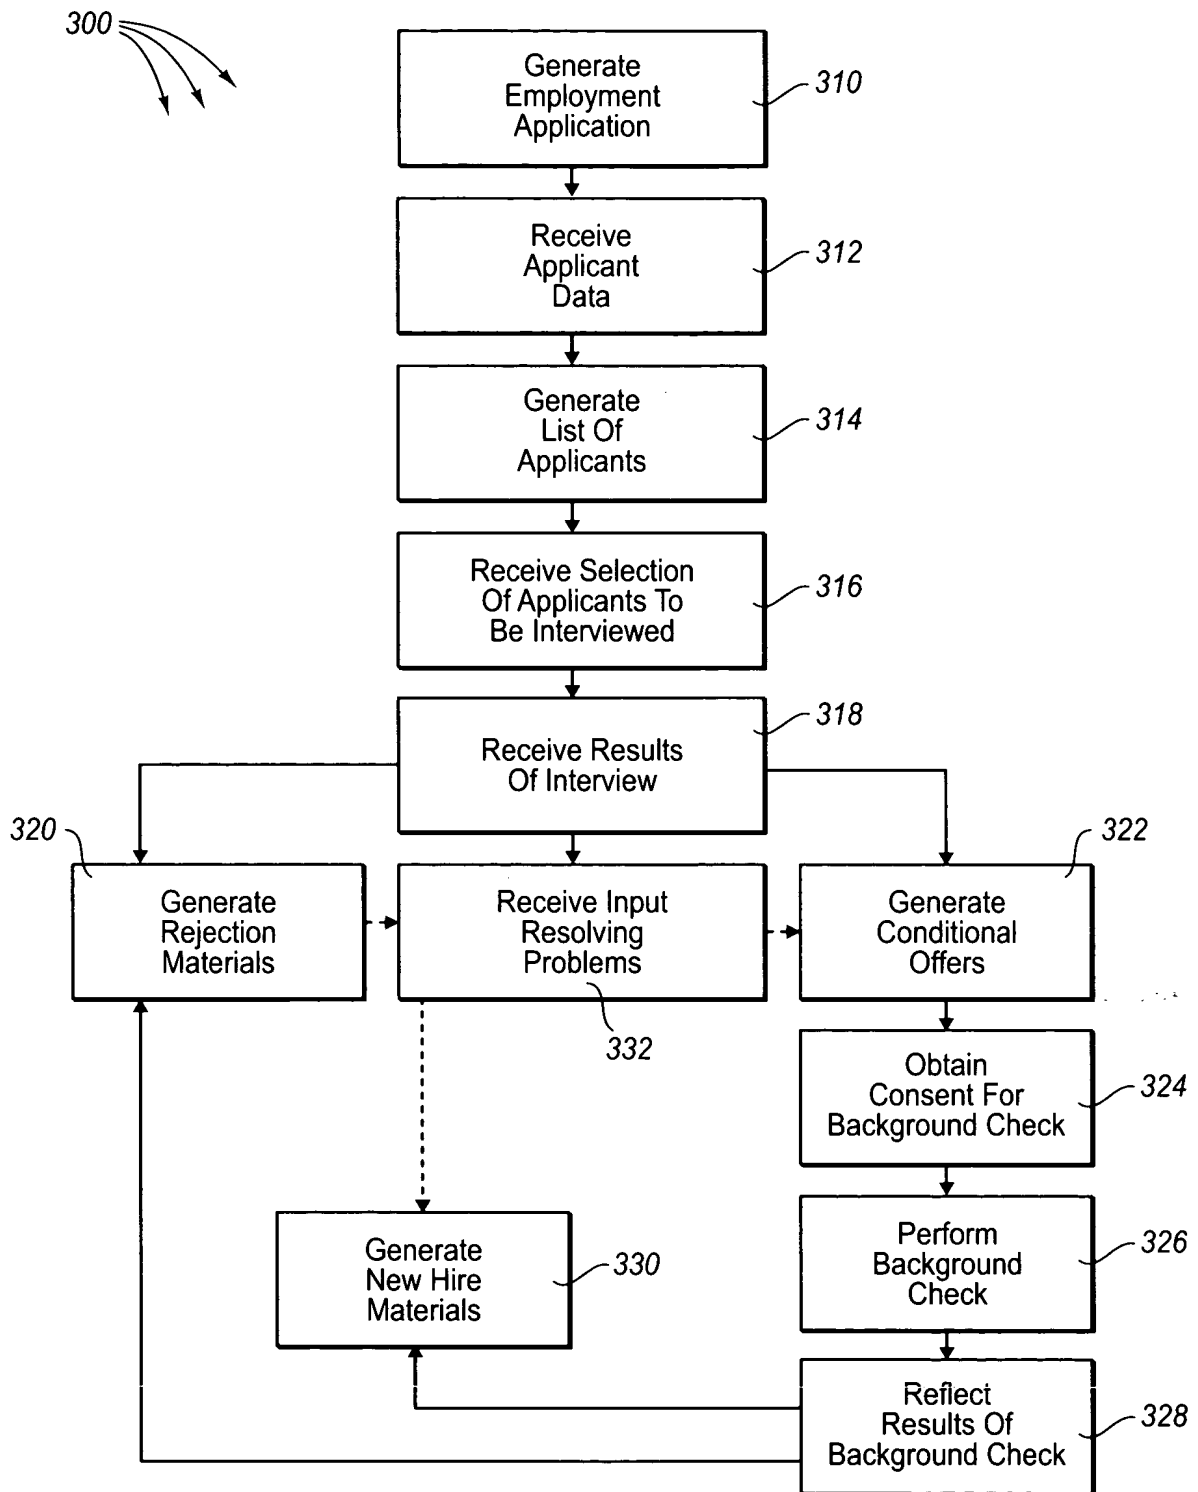 300
Generate
Employment
Application
310
Receive
Applicant
Data
312
Generate
List Of
Applicants
314
Receive Selection
Of Applicants To
Be Interviewed
316
Receive Results
Of Interview
318
320
Generate
Rejection
Materials
Receive Input
Resolving
Problems
332
322
Generate
Conditional
Offers
Obtain
Consent For
Background Check
324
Perform
Background
Check
326
Generate
New Hire
Materials
330
Reflect
Results Of
Background Check
328